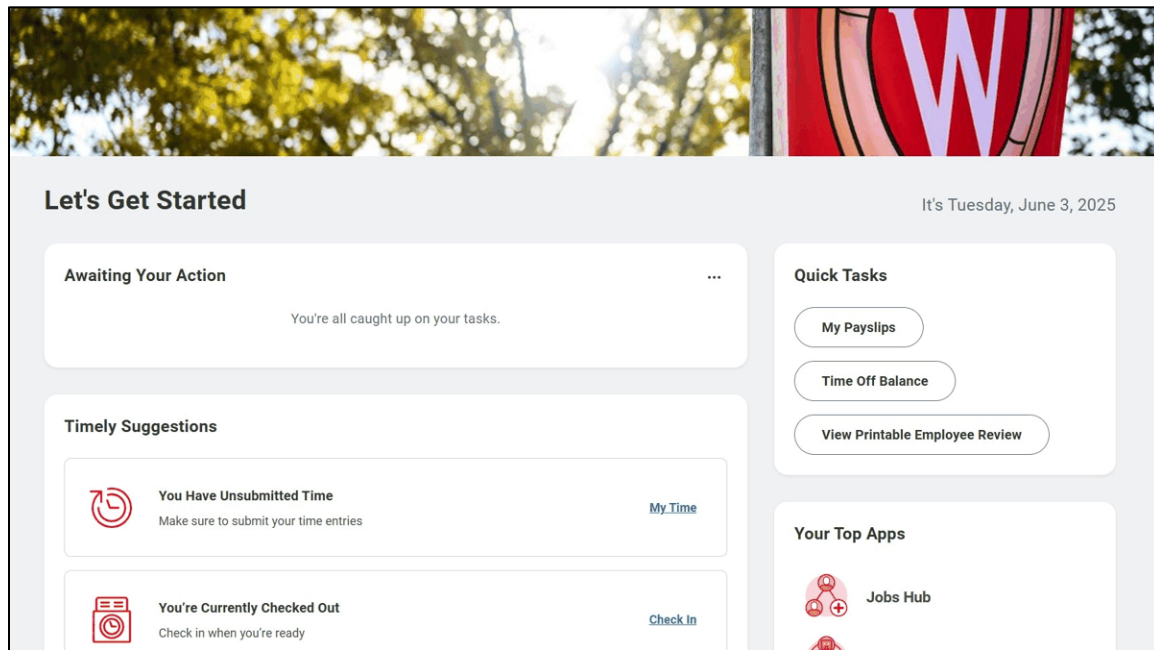 W
Let's Get Started
It's Tuesday, June 3, 2025
Awaiting Your Action
You're all caught up on your tasks.
Quick Tasks
My Payslips
Time Off Balance
View Printable Employee Review
Timely Suggestions
You Have Unsubmitted Time
Make sure to submit your time entries
My Time
You’re Currently Checked Out
Check in when you’re ready
Check In
Your Top Apps
Jobs Hub